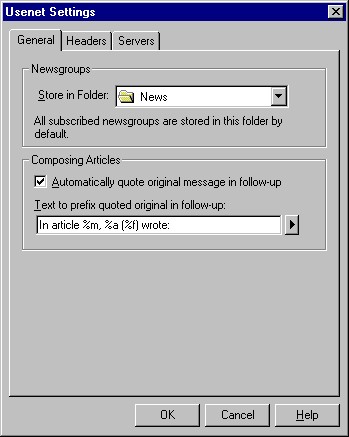 Usenet Settings
General Headers Servers
Newsgroups
Store in Folder: News
All subscribed newsgroups are stored in this folder by
default.
Composing Articles
Automatically quote original message in follow-up
Text to prefix quoted original in follow-up:
In article %m, %a (%f) wrote:
OK Cancel Help